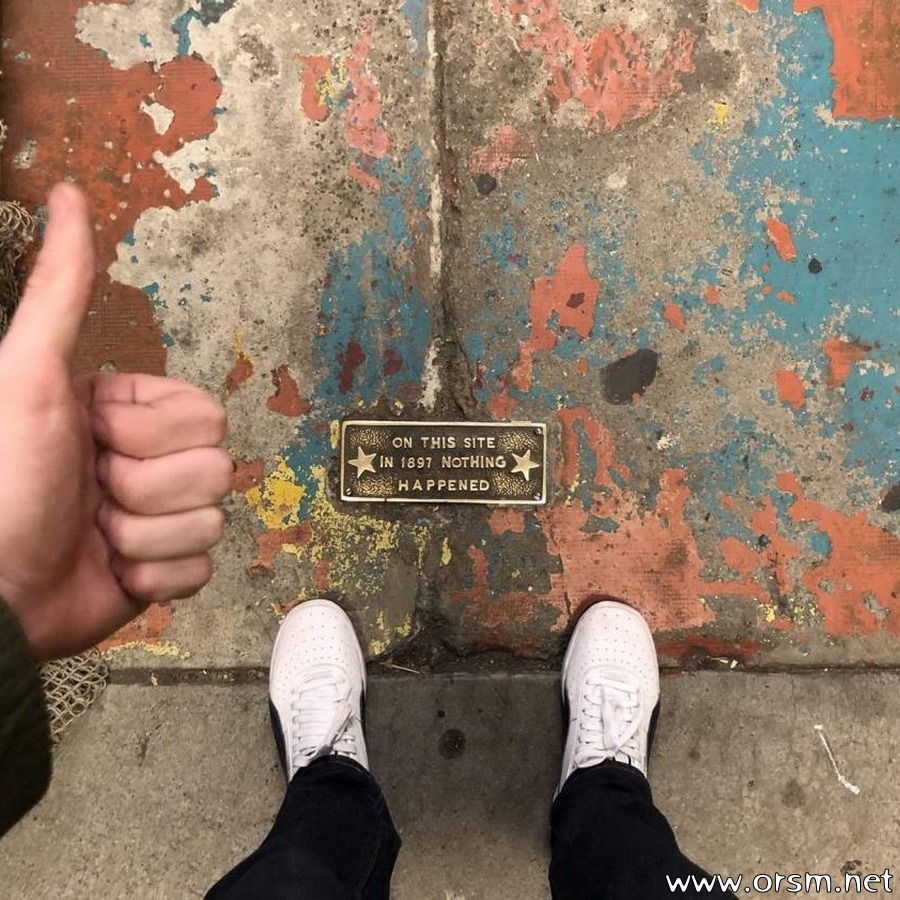 ON THIS SITE
IN 1897 NOTHING
HAPPENED
www.orsm.net